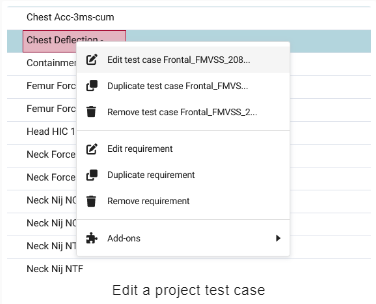 Chest Acc-3ms-cum
Chest Deflection -
Edit test case Frontal_FMVSS_208...
Containmen
Duplicate test case Frontal_FMVS...
Femur Forc
Remove test case Frontal_FMVSS_2...
Femur Forc
Head HIC 1
Edit requirement
Neck Force
Duplicate requirement
Neck Force
Remove requirement
Neck Nij NC
Neck Nij NC
Add-ons
Neck Nij NT
Neck Nij NTF
Edit a project test case